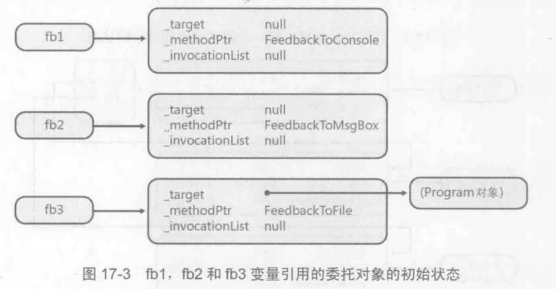 fb1
_target null
_methodPtr FeedbackToConsole
_invocationList null
fb2
_target null
_methodPtr FeedbackToMsgBox
_invocationList null
fb3
_target
(Program对象)
_methodPtr FeedbackToFile
_invocationList null
图 17-3 fb1，fb2 和 fb3 变量引用的委托对象的初始状态